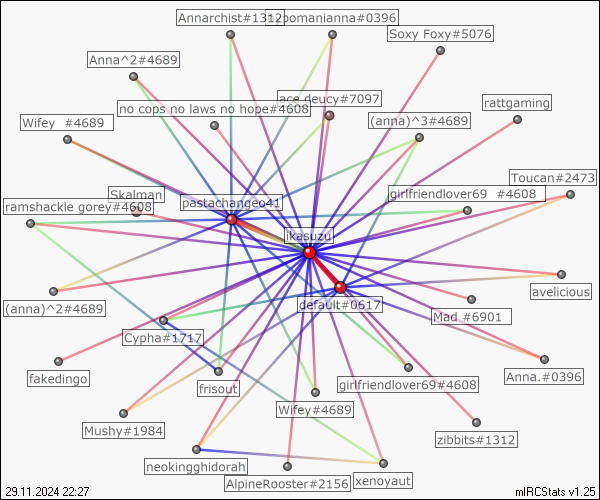 Annarchist#1312
pomanianna#0396
Soxy Foxy#5076
Anna^2#4689
ace deucy#7097
rattgaming
no cops no laws no hope#4608
Wifey #4689
(anna)^3#4689
Toucan#2473
Skalman
girlfriendlover69 #4608
pastachangeo41
ramshackle gorey#4608
ikasuzu
avelicious
default#0617
(anna)^2#4689
Mad #6901
Cypha#1717
fakedingo
Anna.#0396
girlfriendlover69#4608
frisout
Wifey#4689
Mushy#1984
zibbits#1312
neokingghidorah
AlpineRooster#2156
xenoyaut
29.11.2024 22:27
mIRCStats v1.25